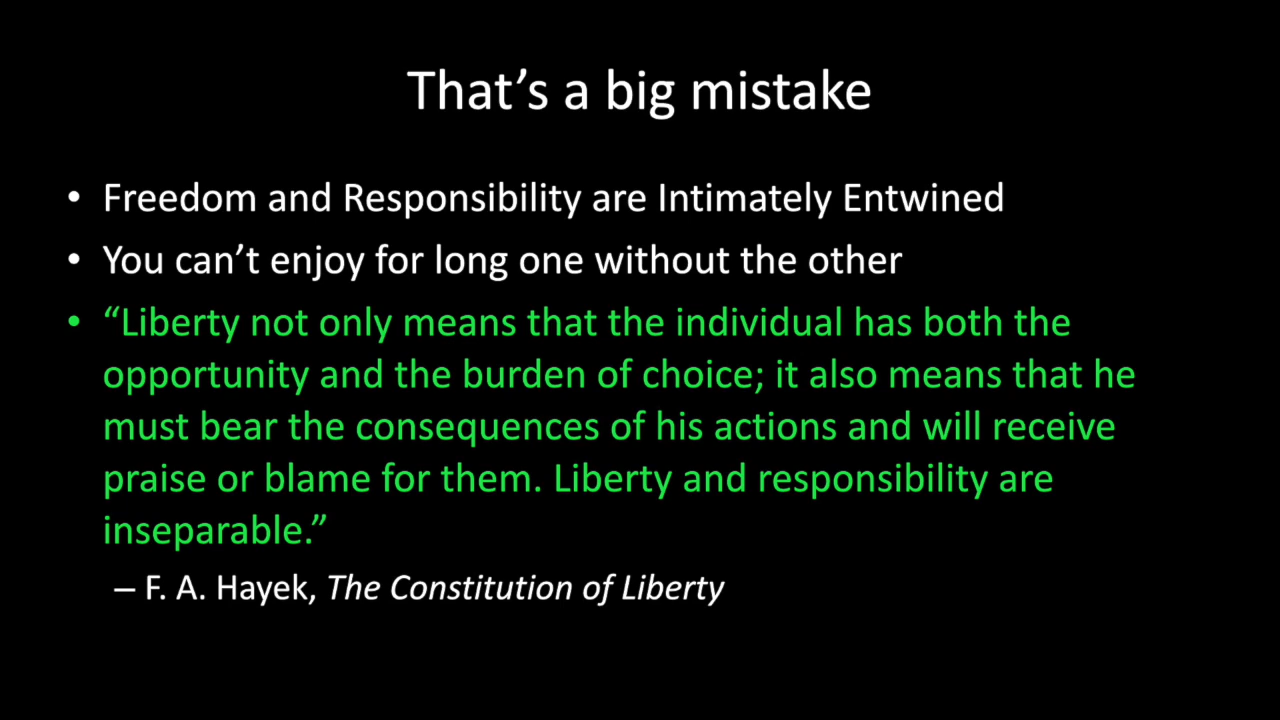 That’s a big mistake
• Freedom and Responsibility are Intimately Entwined
• You can’t enjoy for long one without the other
• “Liberty not only means that the individual has both the
opportunity and the burden of choice; it also means that he
must bear the consequences of his actions and will receive
praise or blame for them. Liberty and responsibility are
inseparable.”
– F. A. Hayek, The Constitution of Liberty